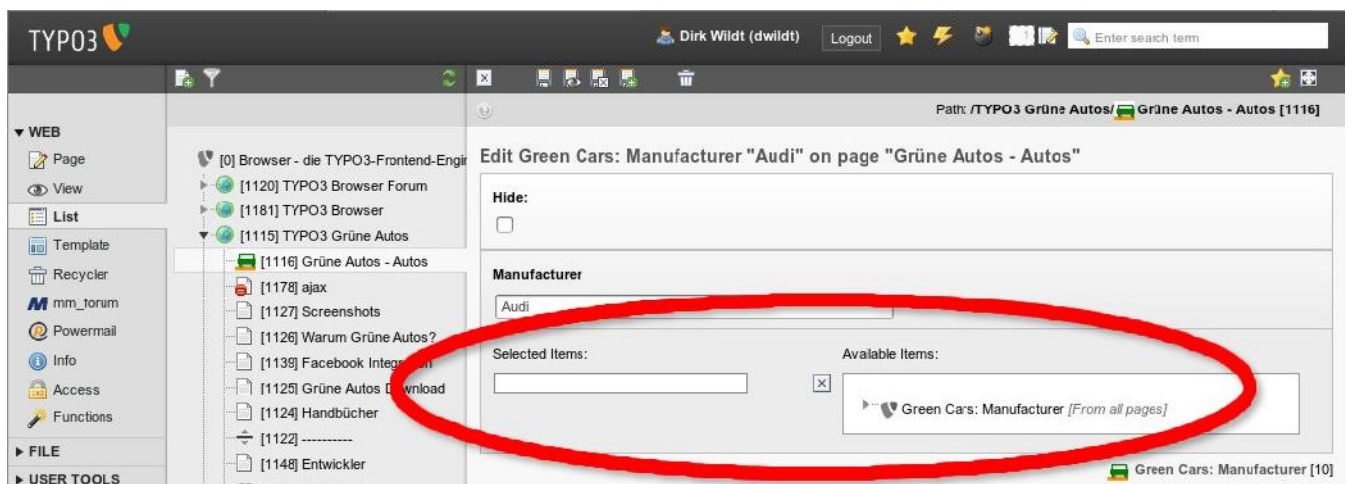 TYPO3
Dirk Wildt (dwildt)
Logout
Enter search term
Path: /TYPO3 Grüne Autos/ Grüne Autos - Autos [1116]
WEB
Page
View
List
Template
Recycler
mm_forum
Powermail
Info
Access
Functions
FILE
USER TOOLS
[0] Browser - die TYPO3-Frontend-Engin
[1120] TYPO3 Browser Forum
[1181] TYPO3 Browser
[1115] TYPO3 Grüne Autos
[1116] Grüne Autos - Autos
[1178] ajax
[1127] Screenshots
[1126] Warum Grüne Autos?
[1139] Facebook Integration
[1125] Grüne Autos Download
[1124] Handbücher
[1122] ----------
[1148] Entwickler
Edit Green Cars: Manufacturer "Audi" on page "Grüne Autos - Autos"
Hide:
Manufacturer
Audi
Selected Items:
Available Items:
Green Cars: Manufacturer [From all pages]
Green Cars: Manufacturer [10]